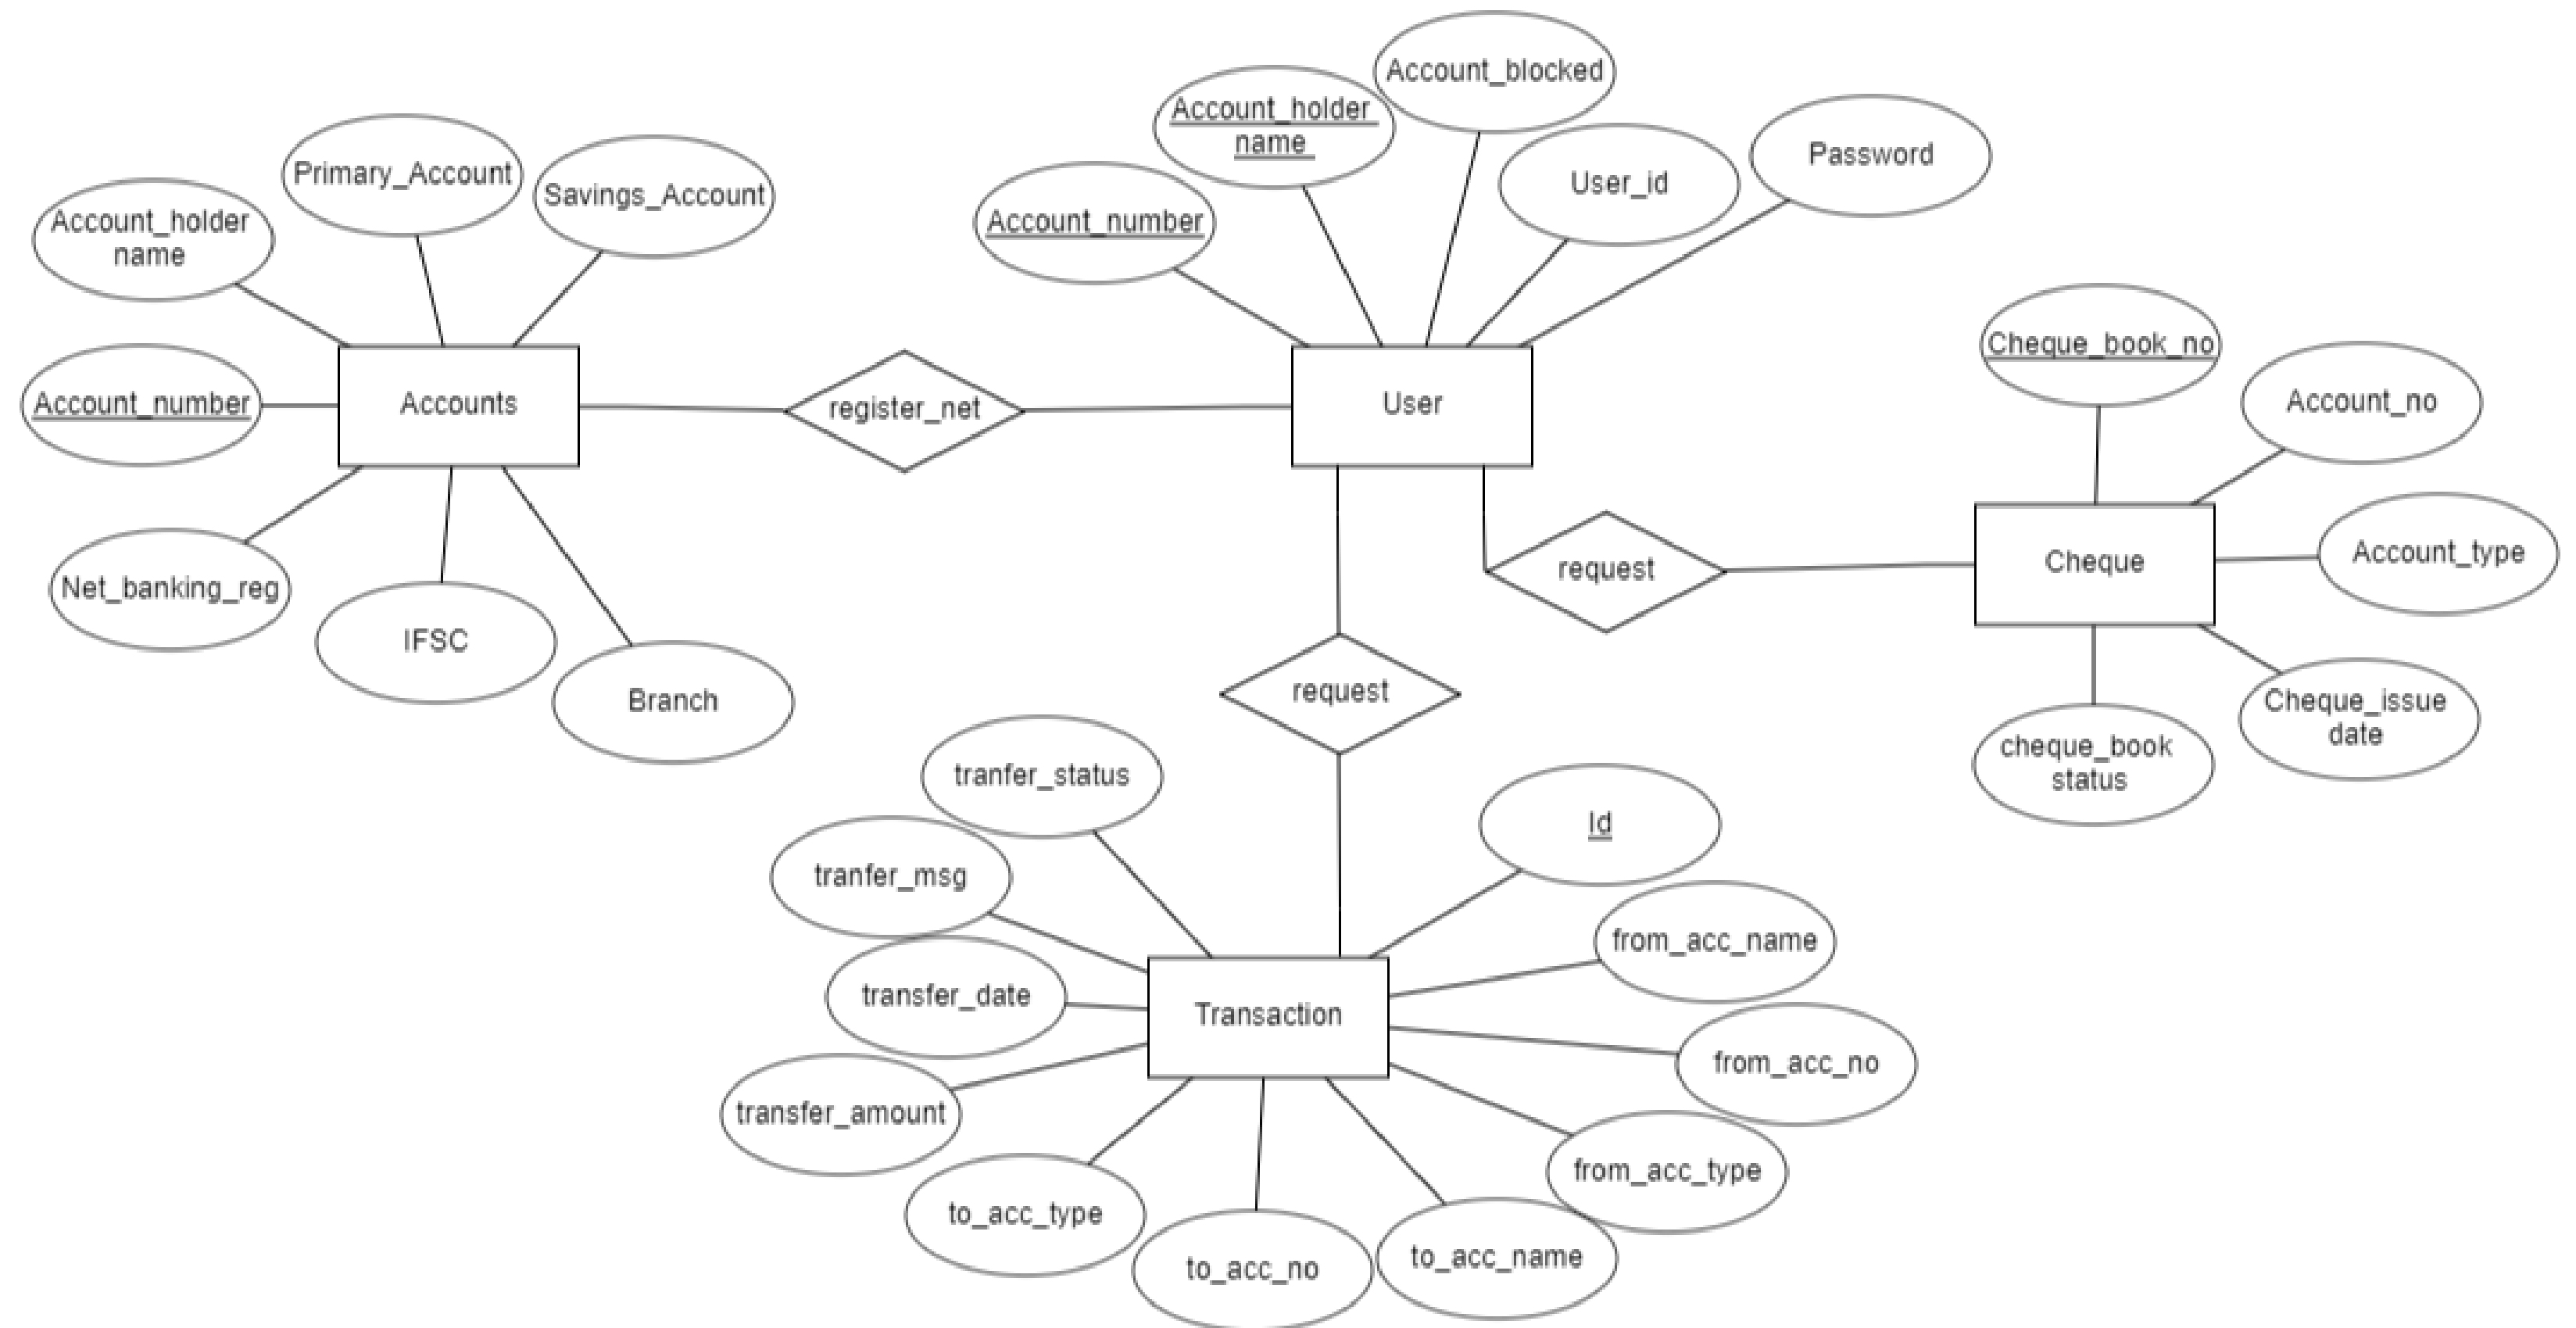 Account_blocked
Account_holder
name
Password
User_id
Primary_Account
Savings_Account
Account_holder
name
Account_number
Cheque_book_no
Account_number
Accounts
register_net
User
Account_no
Account_type
Cheque
request
Net_banking_reg
IFSC
Branch
request
Cheque_issue
date
cheque_book
status
tranfer_status
Id
tranfer_msg
from_acc_name
transfer_date
Transaction
from_acc_no
transfer_amount
from_acc_type
to_acc_type
to_acc_no
to_acc_name